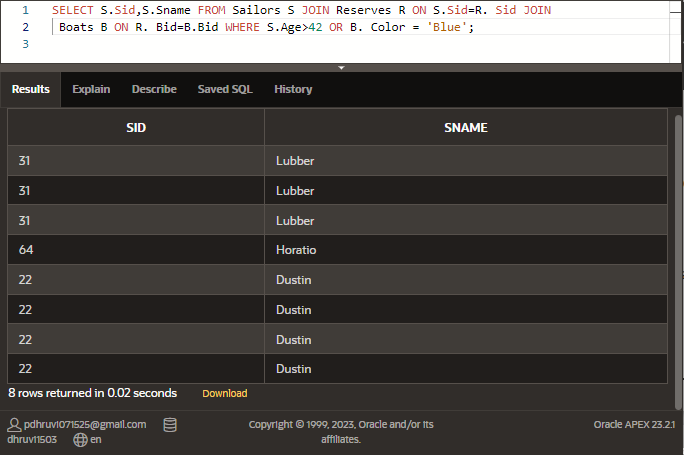 1 SELECT S.Sid,S.Sname FROM Sailors S JOIN Reserves R ON S.Sid=R. Sid JOIN
2 Boats B ON R. Bid=B.Bid WHERE S.Age>42 OR B. Color = 'Blue';
3
Results Explain Describe Saved SQL History
SID SNAME
31 Lubber
31 Lubber
31 Lubber
64 Horatio
22 Dustin
22 Dustin
22 Dustin
22 Dustin
8 rows returned in 0.02 seconds Download
pdhruv1071525@gmail.com Copyright © 1999, 2023, Oracle and/or its Oracle APEX 23.2.1
dhruv11503 en affiliates.